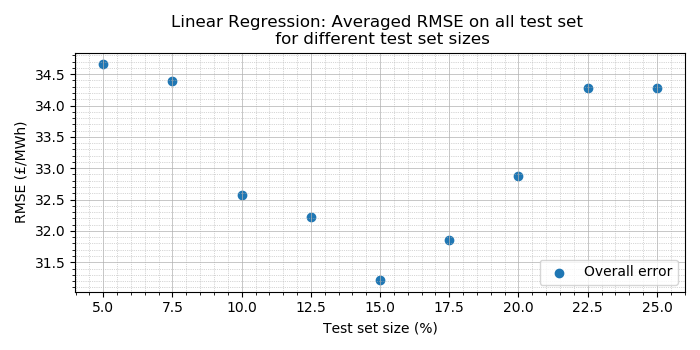 Linear Regression: Averaged RMSE on all test set
for different test set sizes
RMSE (£/MWh)
34.5
34.0
33.5
33.0
32.5
32.0
31.5
Overall error
5.0 7.5 10.0 12.5 15.0 17.5 20.0 22.5 25.0
Test set size (%)